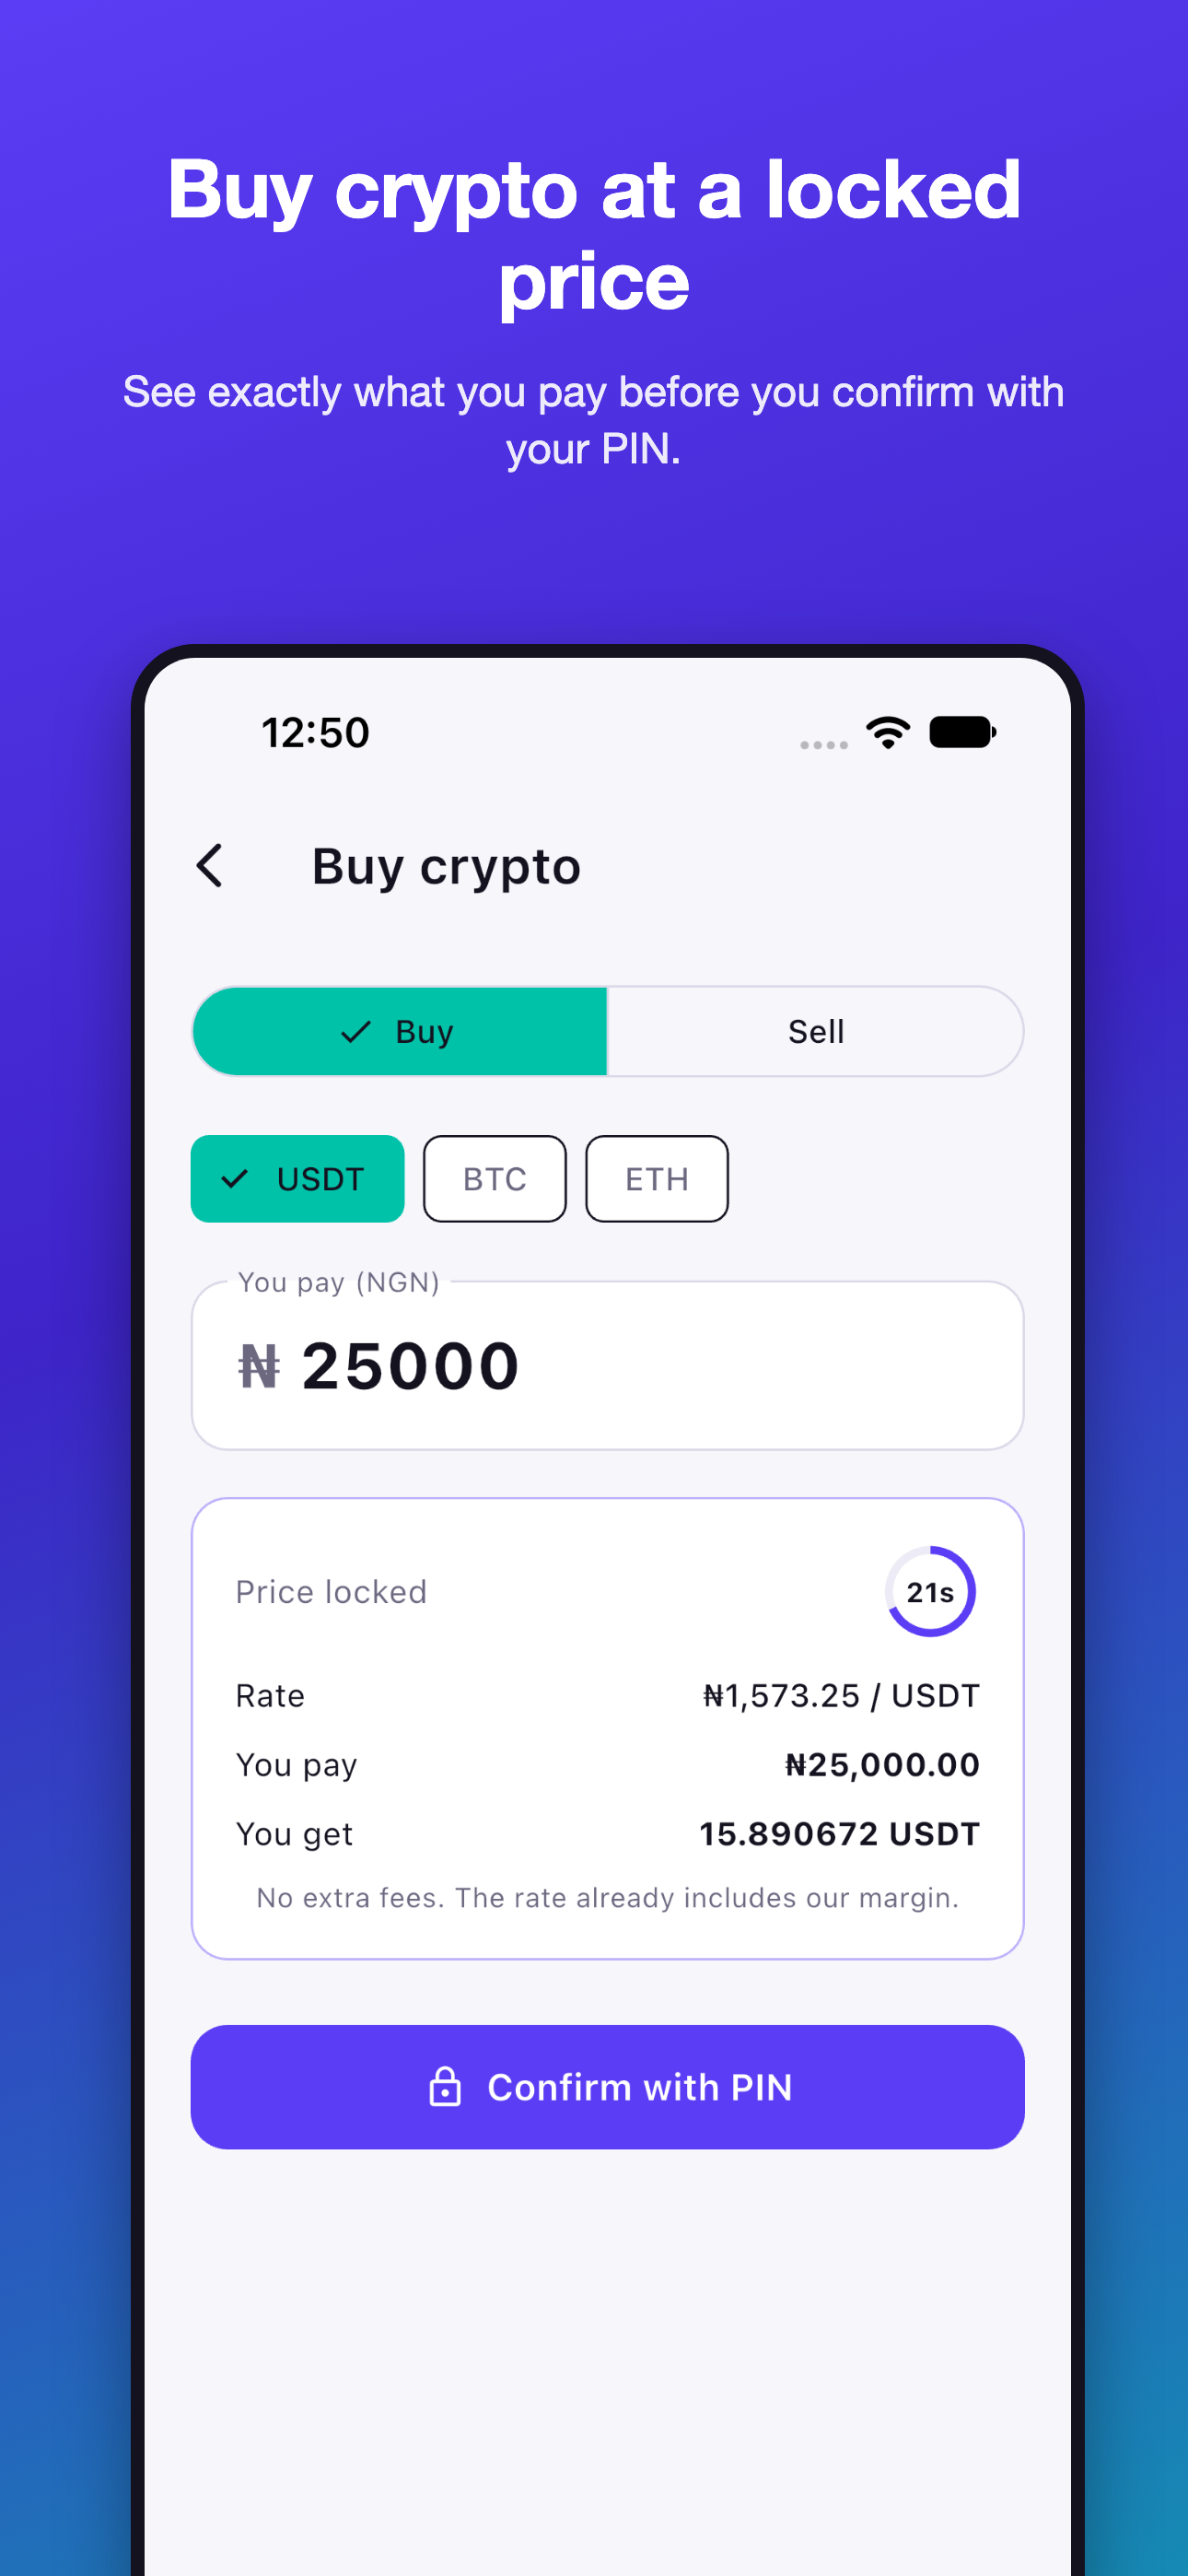 Buy crypto at a locked
price
See exactly what you pay before you confirm with
your PIN.
12:50
Buy crypto
Buy
Sell
USDT
BTC
ETH
You pay (NGN)
₦ 25000
Price locked
21s
Rate
₦1,573.25 / USDT
You pay
₦25,000.00
You get
15.890672 USDT
No extra fees. The rate already includes our margin.
Confirm with PIN